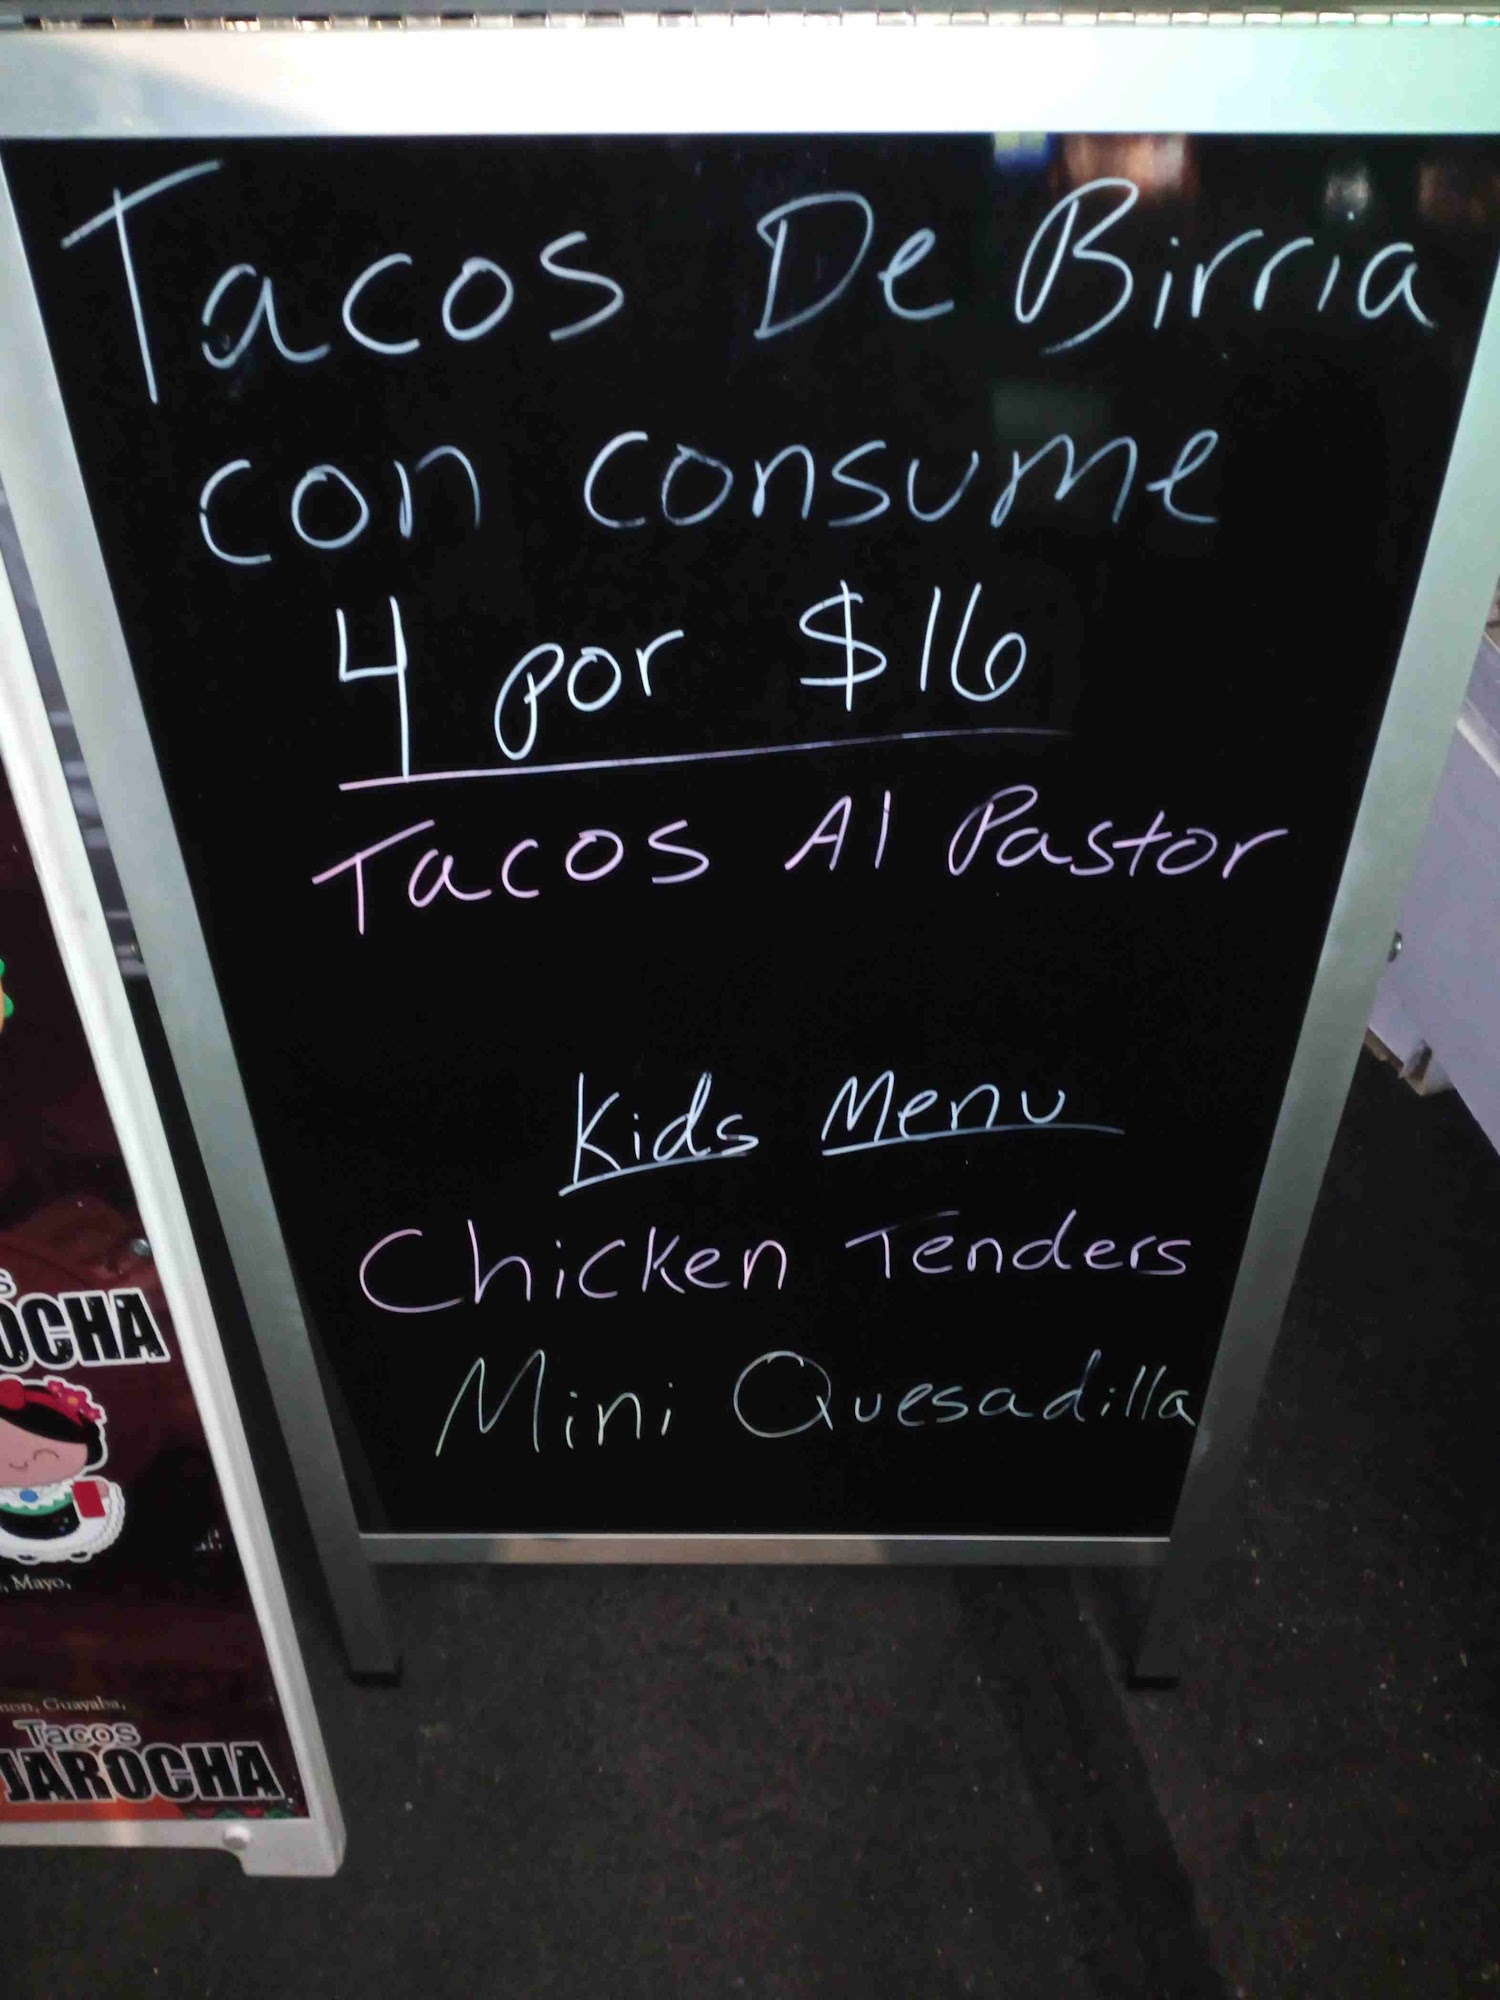 Tacos De Birria
con consume
4 por $16
Tacos Al Pastor
Kids Menu
Chicken Tenders
Mini Quesadilla
OCHA
, Mayo,
Guayaba,
Tacos
JAROCHA